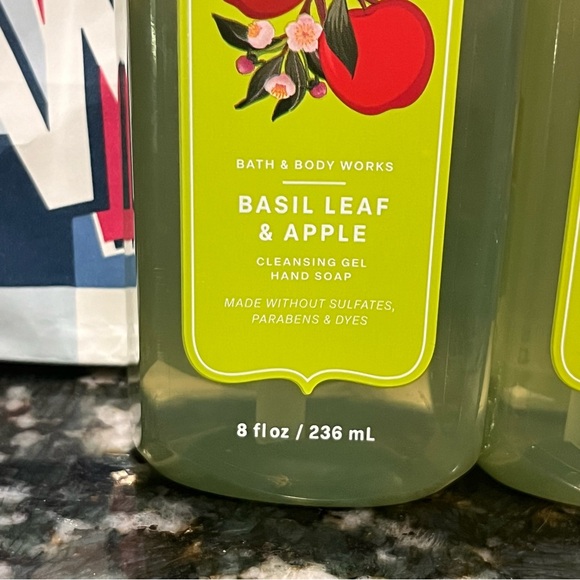 BATH & BODY WORKS
BASIL LEAF
& APPLE
CLEANSING GEL
HAND SOAP
MADE WITHOUT SULFATES,
PARABENS & DYES
8 fl oz / 236 mL